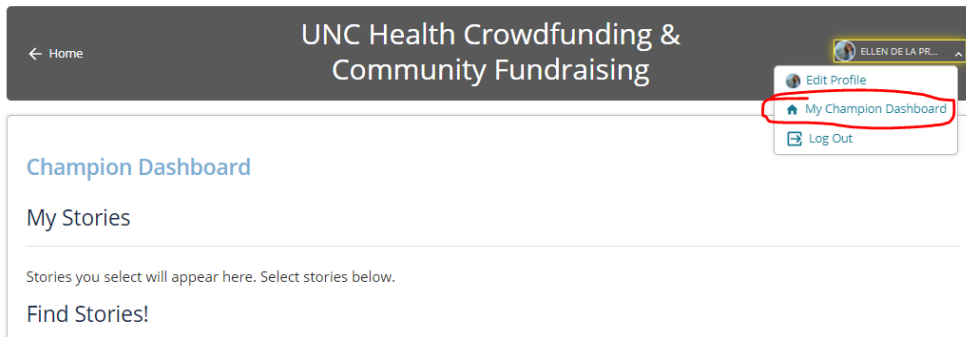 UNC Health Crowdfunding &
Community Fundraising
Home
ELLEN DE LA PR...
Edit Profile
My Champion Dashboard
Log Out
Champion Dashboard
My Stories
Stories you select will appear here. Select stories below.
Find Stories!